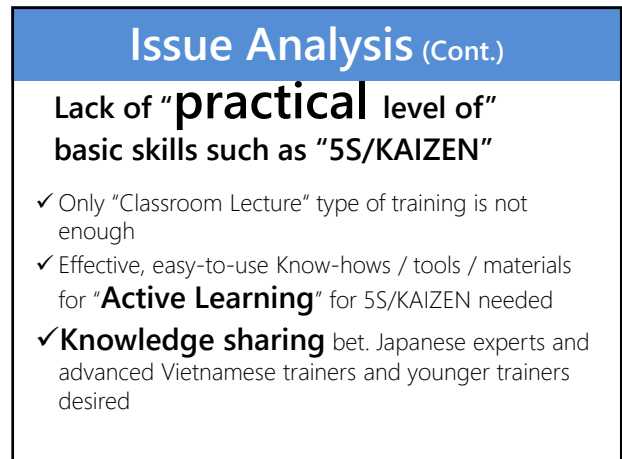 Issue Analysis (Cont.)
Lack of “practical level of”
basic skills such as “5S/KAIZEN”
✓ Only “Classroom Lecture“ type of training is not
enough
✓ Effective, easy-to-use Know-hows / tools / materials
for “Active Learning” for 5S/KAIZEN needed
✓ Knowledge sharing bet. Japanese experts and
advanced Vietnamese trainers and younger trainers
desired